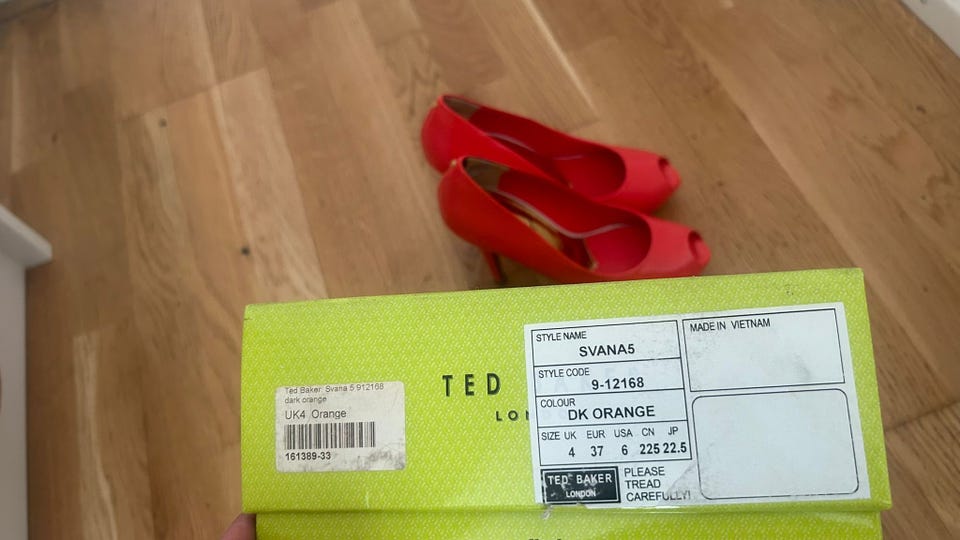 Ted Baker: Svana 5 912168
dark orange
UK4 Orange
161389-33
TED
LON
STYLE NAME
SVANA5
STYLE CODE
9-12168
COLOUR
DK ORANGE
SIZE UK EUR USA CN JP
4 37 6 225 22.5
TED BAKER
LONDON
PLEASE
TREAD
CAREFULLY!
MADE IN VIETNAM